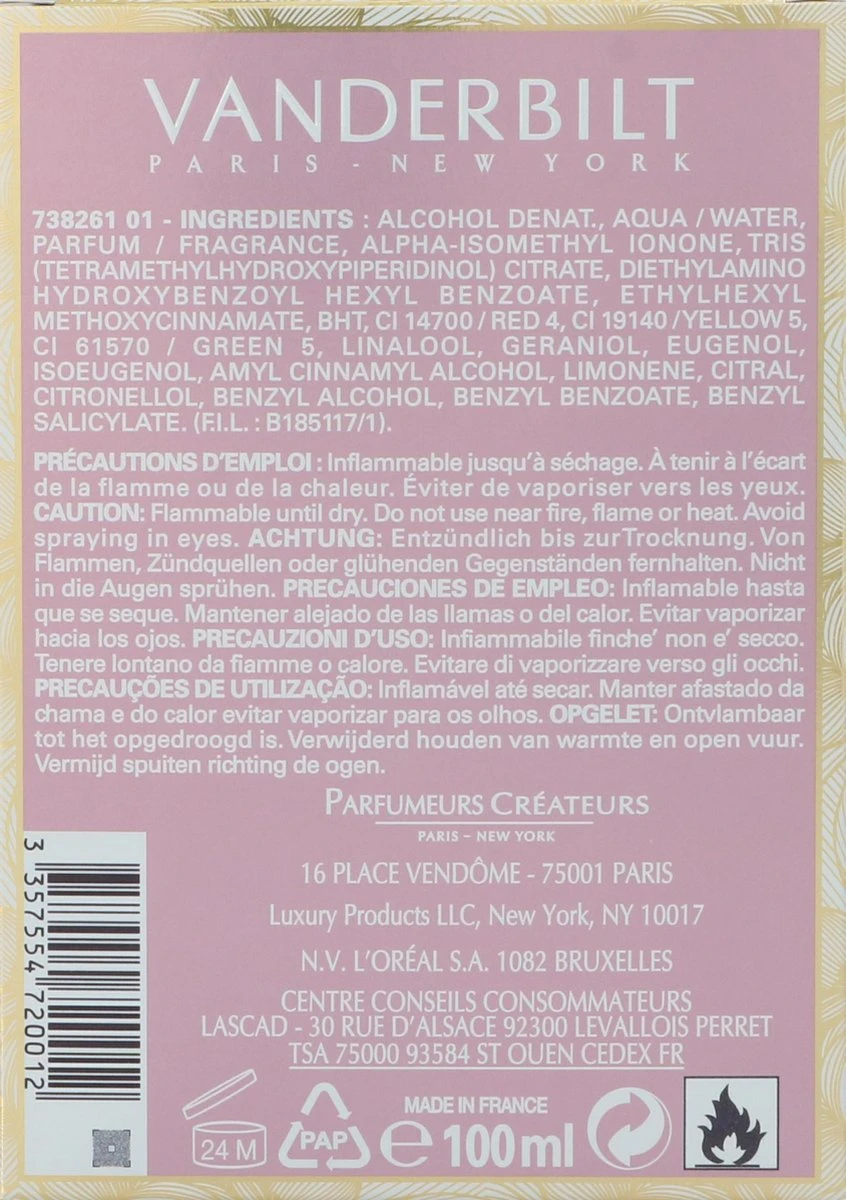 VANDERBILT
PARIS - NEW YORK
738261 01 - INGREDIENTS : ALCOHOL DENAT., AQUA / WATER,
PARFUM / FRAGRANCE, ALPHA-ISOMETHYL IONONE, TRIS
(TETRAMETHYLHYDROXYPIPERIDINOL) CITRATE, DIETHYLAMINO
HYDROXYBENZOYL HEXYL BENZOATE, ETHYLHEXYL
METHOXYCINNAMATE, BHT, CI 14700 / RED 4, CI 19140 / YELLOW 5,
CI 61570 / GREEN 5, LINALOOL, GERANIOL, EUGENOL,
ISOEUGENOL, AMYL CINNAMYL ALCOHOL, LIMONENE, CITRAL,
CITRONELLOL, BENZYL ALCOHOL, BENZYL BENZOATE, BENZYL
SALICYLATE. (F.I.L. : B185117/1).
PRÉCAUTIONS D'EMPLOI : Inflammable jusqu'à séchage. À tenir à l'écart
de la flamme ou de la chaleur. Éviter de vaporiser vers les yeux.
CAUTION: Flammable until dry. Do not use near fire, flame or heat. Avoid
spraying in eyes. ACHTUNG: Entzündlich bis zur Trocknung. Von
Flammen, Zündquellen oder glühenden Gegenständen fernhalten. Nicht
in die Augen sprühen. PRECAUCIONES DE EMPLEO: Inflamable hasta
que se seque. Mantener alejado de las llamas o del calor. Evitar vaporizar
hacia los ojos. PRECAUZIONI D'USO: Infiammabile finche' non e' secco.
Tenere lontano da fiamme o calore. Evitare di vaporizzare verso gli occhi.
PRECAUÇÕES DE UTILIZAÇÃO: Inflamável até secar. Manter afastado da
chama e do calor evitar vaporizar para os olhos. OPGELET: Ontvlambaar
tot het opgedroogd is. Verwijderd houden van warmte en open vuur.
Vermijd spuiten richting de ogen.
PARFUMEURS CRÉATEURS
PARIS - NEW YORK
16 PLACE VENDÔME - 75001 PARIS
Luxury Products LLC, New York, NY 10017
N.V. L'ORÉAL S.A. 1082 BRUXELLES
CENTRE CONSEILS CONSOMMATEURS
LASCAD - 30 RUE D'ALSACE 92300 LEVALLOIS PERRET
TSA 75000 93584 ST OUEN CEDEX FR
3 357554 720012
MADE IN FRANCE
24 M
PAP
℮ 100 ml